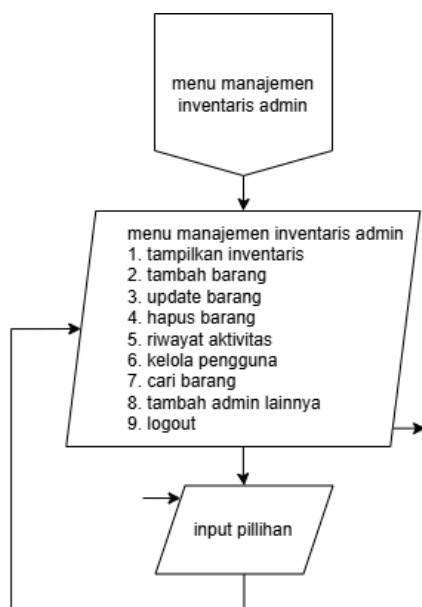 menu manajemen
inventaris admin
menu manajemen inventaris admin
1. tampilkan inventaris
2. tambah barang
3. update barang
4. hapus barang
5. riwayat aktivitas
6. kelola pengguna
7. cari barang
8. tambah admin lainnya
9. logout
input pillihan